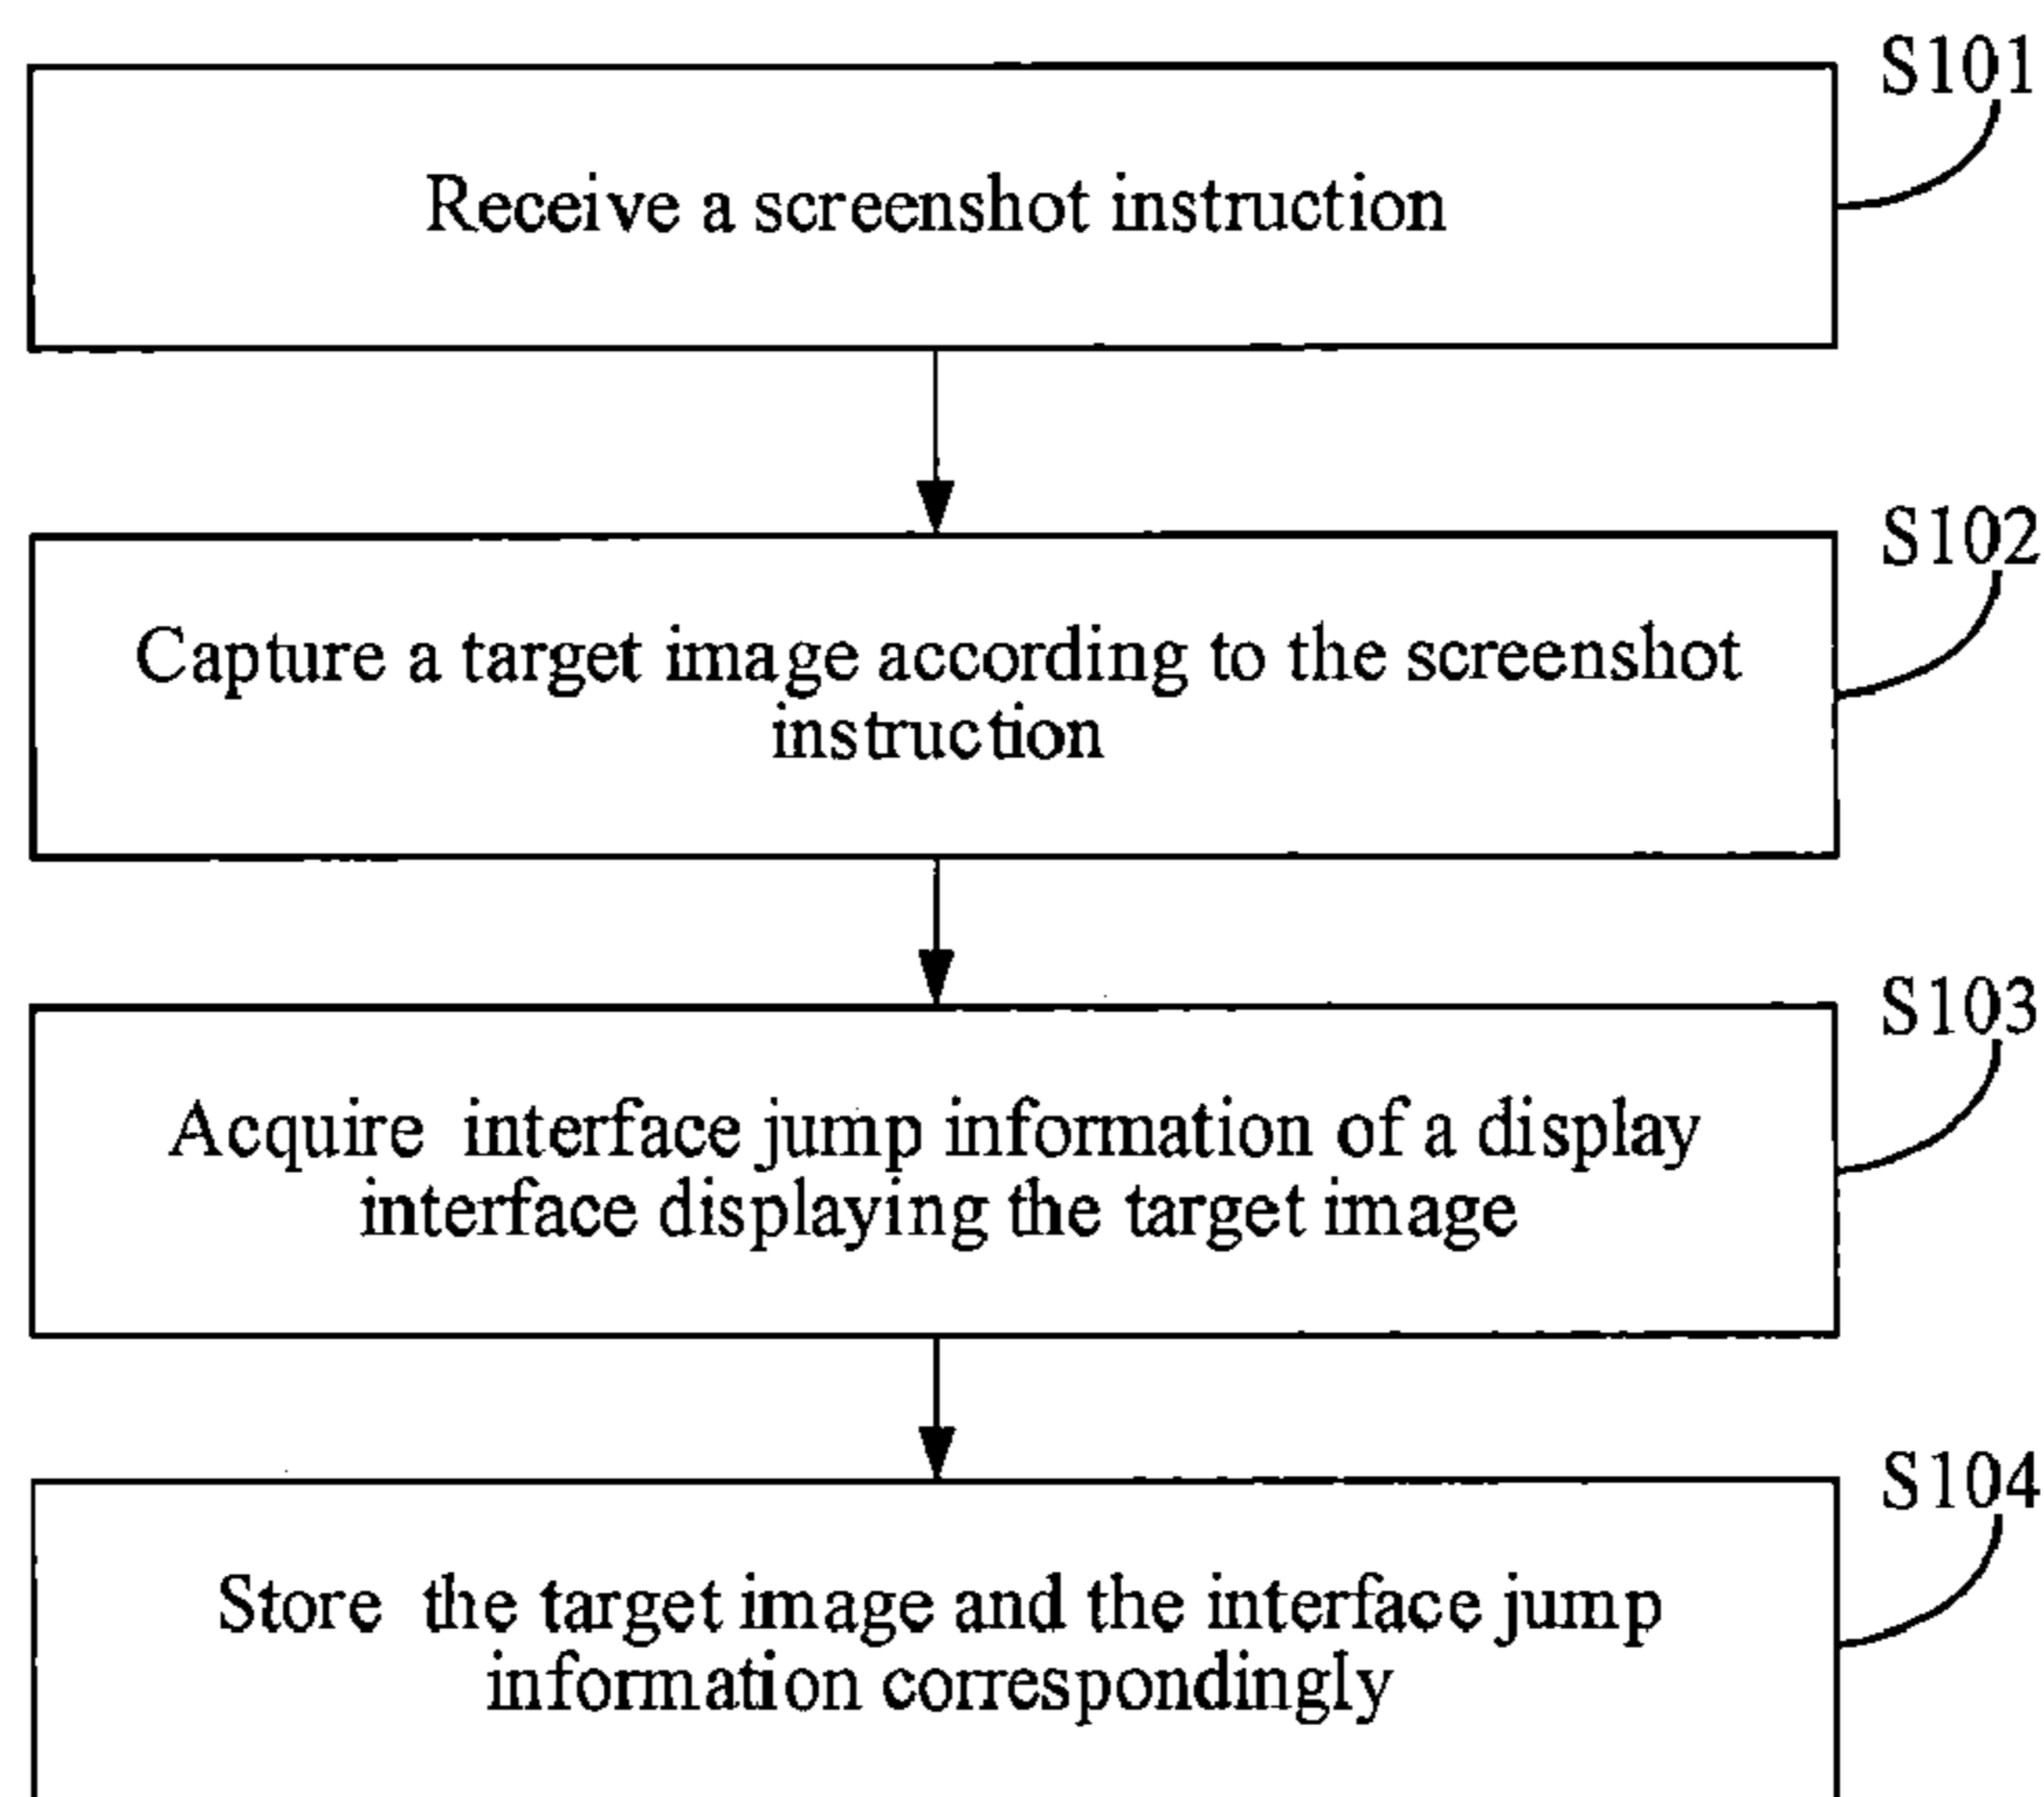 S101
Receive a screenshot instruction
S102
Capture a target image according to the screenshot
instruction
S103
Acquire interface jump information of a display
interface displaying the target image
S104
Store the target image and the interface jump
information correspondingly